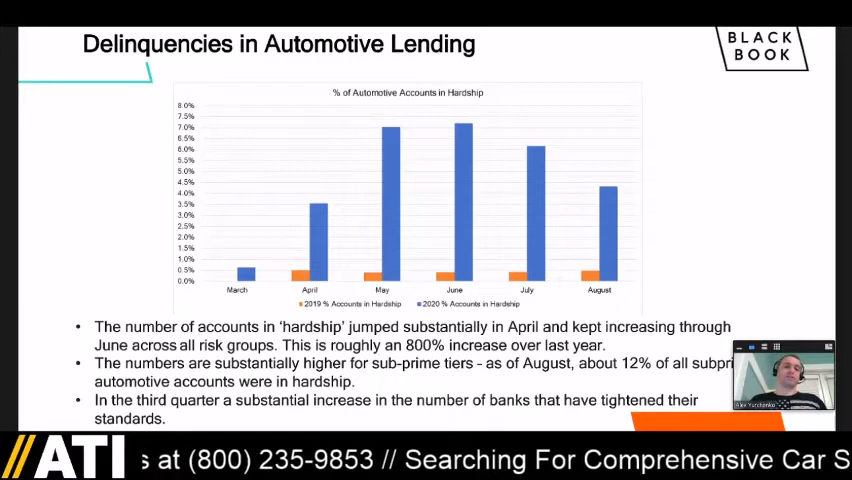 Delinquencies in Automotive Lending
BLACK
BOOK
% of Automotive Accounts in Hardship
8.0%
7.5%
7.0%
6.5%
6.0%
5.5%
5.0%
4.5%
4.0%
3.5%
3.0%
2.5%
2.0%
1.5%
1.0%
0.5%
0.0%
March April May June July August
2019 % Accounts in Hardship 2020 % Accounts in Hardship
• The number of accounts in ‘hardship’ jumped substantially in April and kept increasing through
June across all risk groups. This is roughly an 800% increase over last year.
• The numbers are substantially higher for sub-prime tiers - as of August, about 12% of all subpri
automotive accounts were in hardship.
• In the third quarter a substantial increase in the number of banks that have tightened their
standards.
Alex Yurchenko
//ATI s at (800) 235-9853 // Searching For Comprehensive Car S